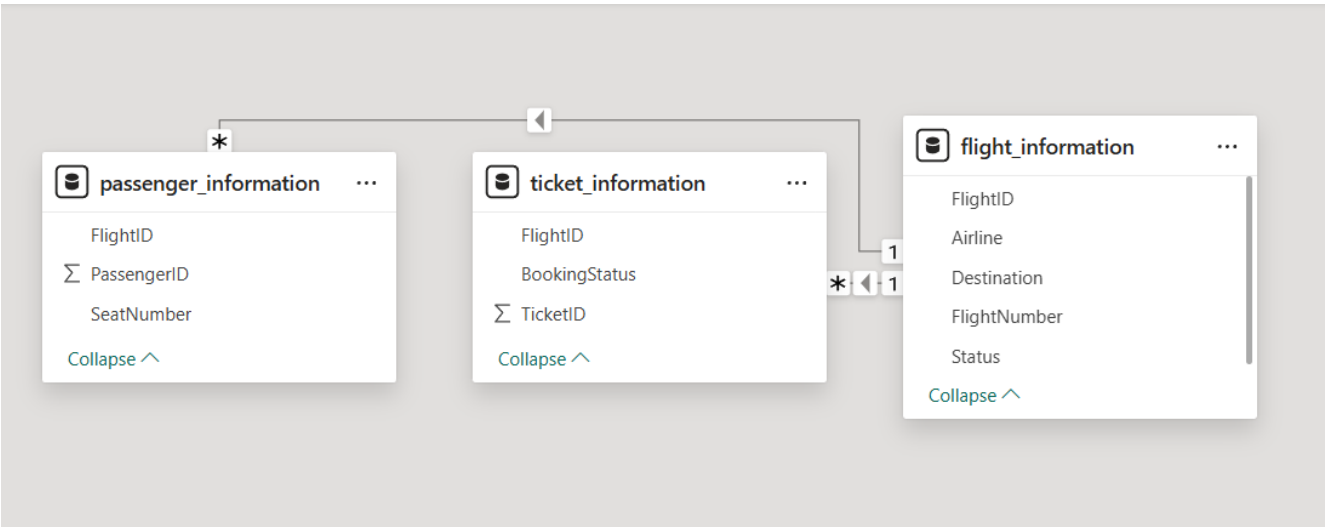 *
passenger_information ...
FlightID
Σ PassengerID
SeatNumber
Collapse
ticket_information ...
FlightID
BookingStatus
Σ TicketID
Collapse
1
* 1
flight_information ...
FlightID
Airline
Destination
FlightNumber
Status
Collapse